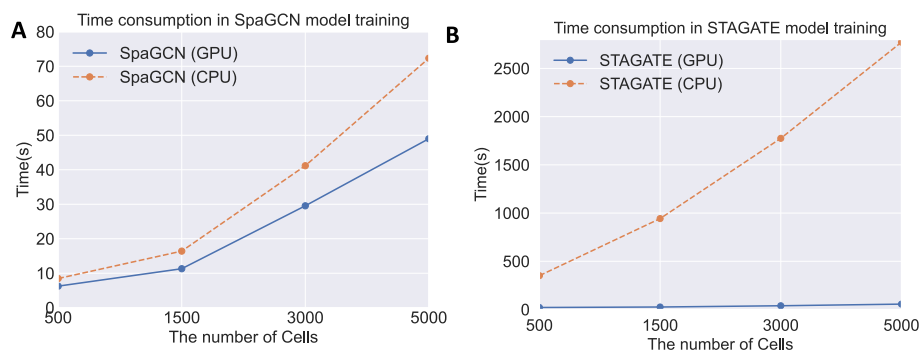 A
Time consumption in SpaGCN model training
80
70
60
50
40
30
20
10
0
Time(s)
SpaGCN (GPU)
SpaGCN (CPU)
500
1500
3000
5000
The number of Cells
B
Time consumption in STAGATE model training
2500
2000
1500
1000
500
0
Time(s)
STAGATE (GPU)
STAGATE (CPU)
500
1500
3000
5000
The number of Cells